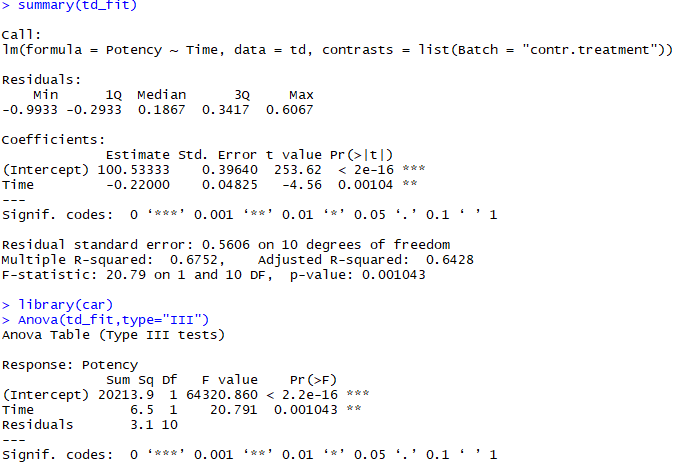 > summary(td_fit)
Call:
lm(formula = Potency ~ Time, data = td, contrasts = list(Batch = "contr.treatment"))
Residuals:
    Min      1Q  Median      3Q     Max
-0.9933 -0.2933  0.1867  0.3417  0.6067
Coefficients:
             Estimate Std. Error t value Pr(>|t|)
(Intercept) 100.53333    0.39640  253.62  < 2e-16 ***
Time         -0.22000    0.04825   -4.56  0.00104 **
---
Signif. codes:  0 ‘***’ 0.001 ‘**’ 0.01 ‘*’ 0.05 ‘.’ 0.1 ‘ ’ 1
Residual standard error: 0.5606 on 10 degrees of freedom
Multiple R-squared:  0.6752,    Adjusted R-squared:  0.6428
F-statistic: 20.79 on 1 and 10 DF,  p-value: 0.001043
> library(car)
> Anova(td_fit,type="III")
Anova Table (Type III tests)
Response: Potency
             Sum Sq Df   F value    Pr(>F)
(Intercept) 20213.9  1 64320.860 < 2.2e-16 ***
Time            6.5  1    20.791  0.001043 **
Residuals       3.1 10
---
Signif. codes:  0 ‘***’ 0.001 ‘**’ 0.01 ‘*’ 0.05 ‘.’ 0.1 ‘ ’ 1